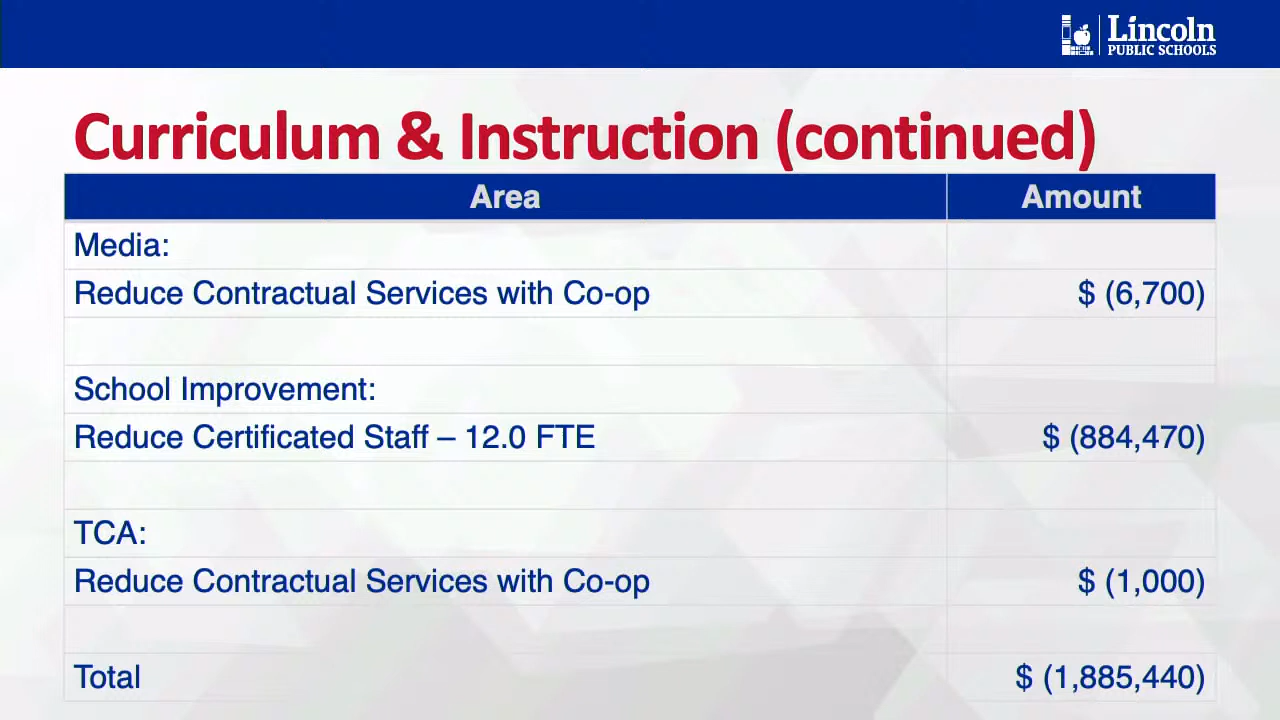 Lincoln
PUBLIC SCHOOLS
Curriculum & Instruction (continued)
Area Amount
Media:
Reduce Contractual Services with Co-op $ (6,700)
School Improvement:
Reduce Certificated Staff – 12.0 FTE $ (884,470)
TCA:
Reduce Contractual Services with Co-op $ (1,000)
Total $ (1,885,440)